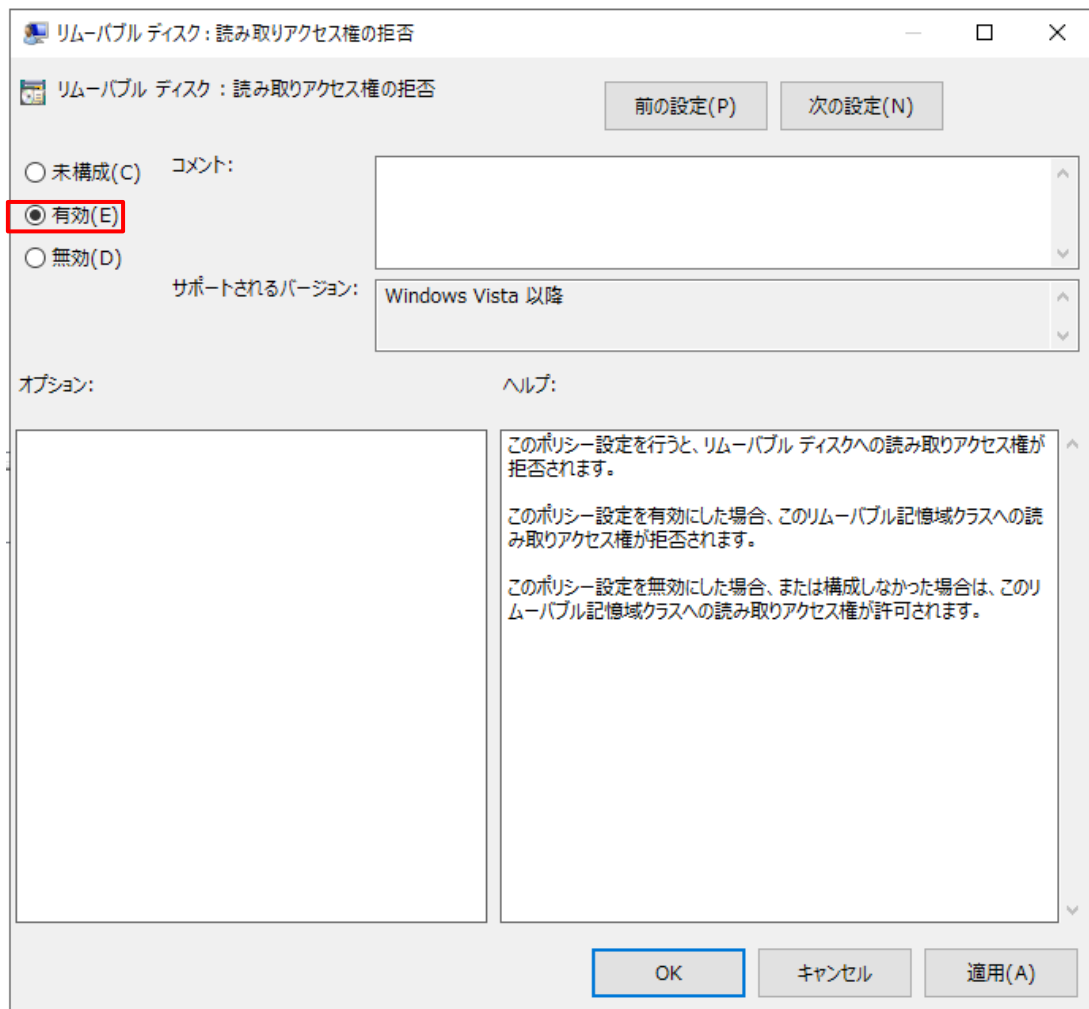 リムーバブル ディスク : 読み取りアクセス権の拒否
リムーバブル ディスク : 読み取りアクセス権の拒否
前の設定(P)
次の設定(N)
未構成(C)
有効(E)
無効(D)
コメント:
サポートされるバージョン:
Windows Vista 以降
オプション:
ヘルプ:
このポリシー設定を行うと、リムーバブル ディスクへの読み取りアクセス権が
拒否されます。
このポリシー設定を有効にした場合、このリムーバブル記憶域クラスへの読
み取りアクセス権が拒否されます。
このポリシー設定を無効にした場合、または構成しなかった場合は、このリ
ムーバブル記憶域クラスへの読み取りアクセス権が許可されます。
OK
キャンセル
適用(A)